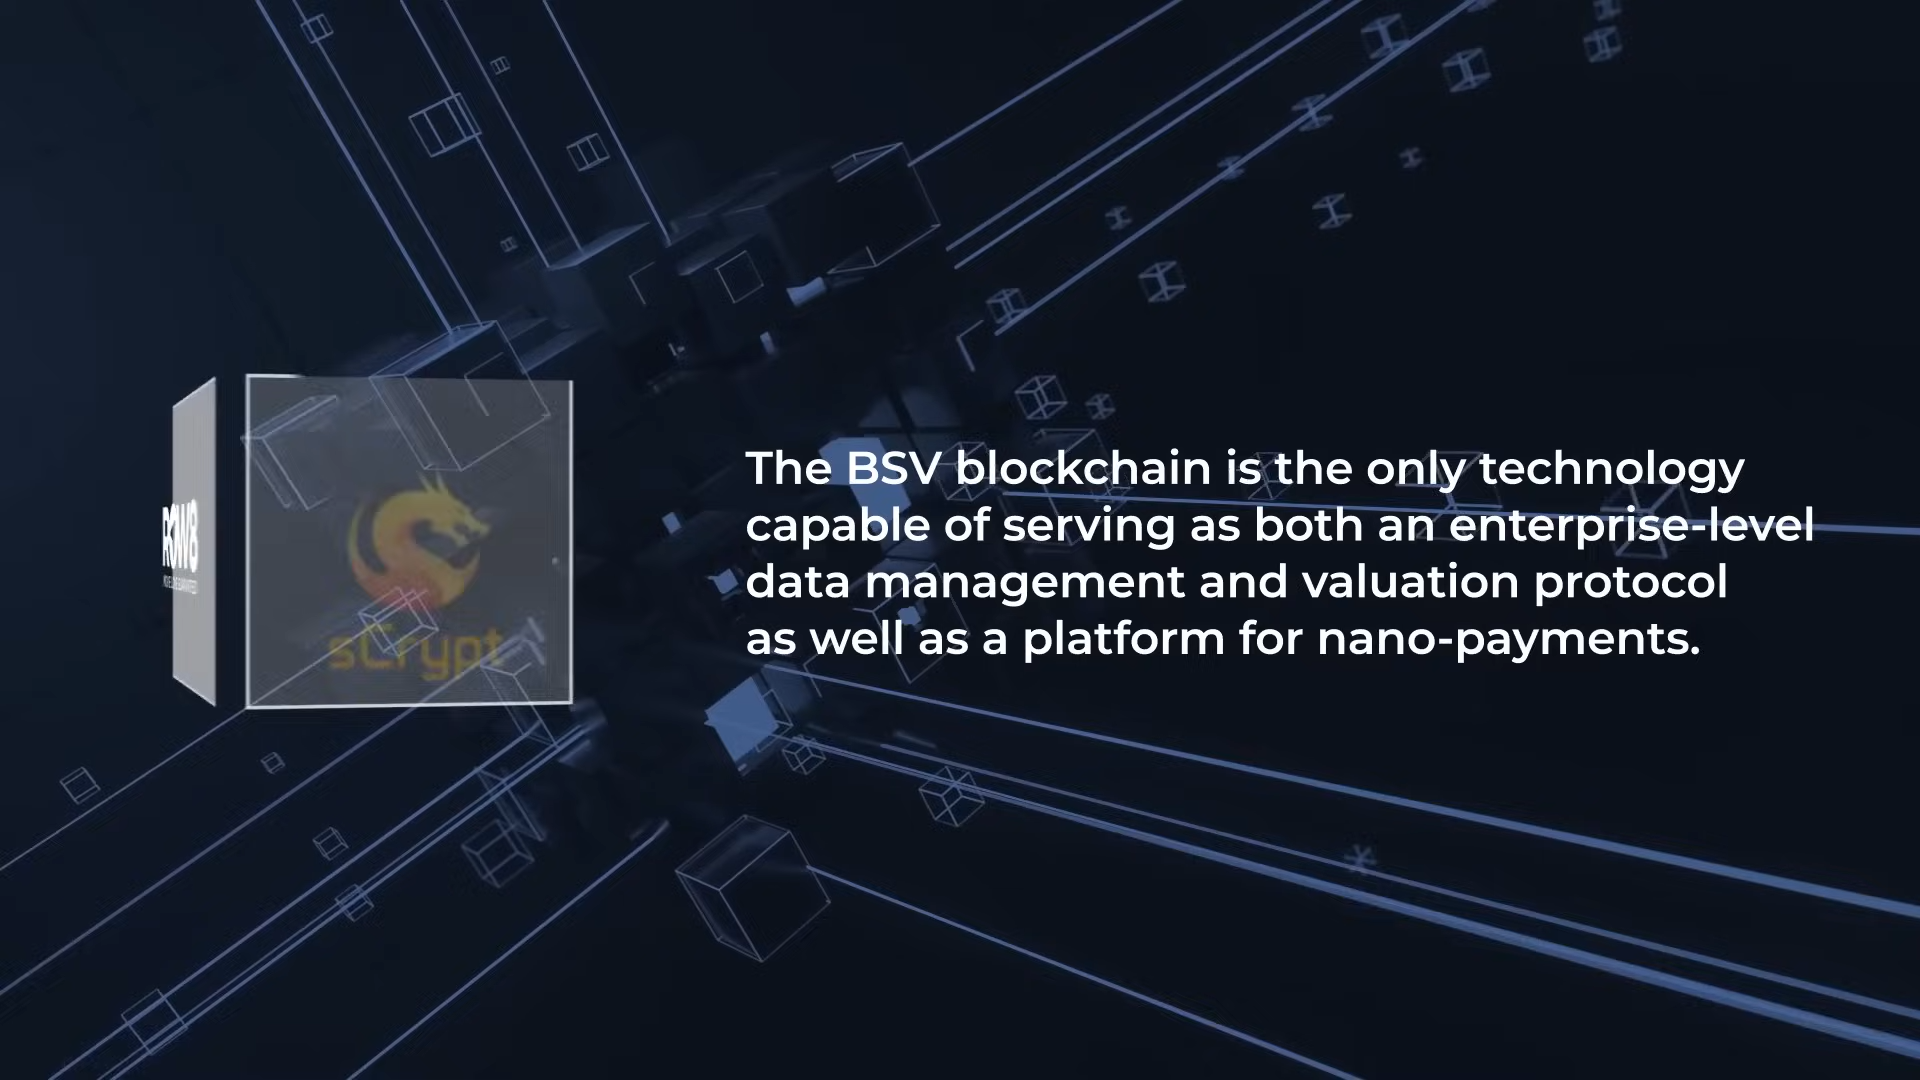 ROW8
sCrypt
The BSV blockchain is the only technology
capable of serving as both an enterprise-level
data management and valuation protocol
as well as a platform for nano-payments.